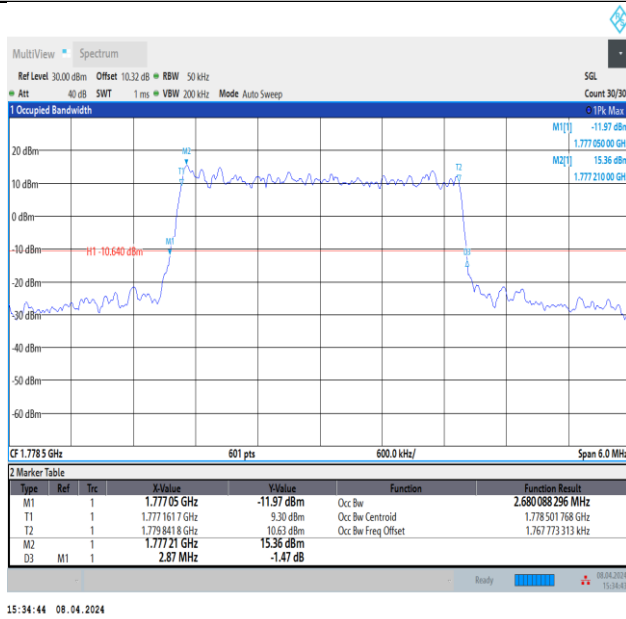 MultiView Spectrum
Ref Level 30.00 dBm Offset 10.32 dB RBW 50 kHz SGL
Att 40 dB SWT 1 ms VBW 200 kHz Mode Auto Sweep Count 30/30
1 Occupied Bandwidth 1Pk Max
M1[1] -11.97 dBm
1.777 050 00 GH
M2[1] 15.36 dBm
1.777 210 00 GH
M2
20 dBm
T1 T2
10 dBm
0 dBm
M1
-10 dBm H1 -10.640 dBm
-20 dBm
-30 dBm
-40 dBm
-50 dBm
-60 dBm
CF 1.778 5 GHz 601 pts 600.0 kHz/ Span 6.0 MHz
2 Marker Table
Type Ref Trc X-Value Y-Value Function Function Result
M1 1 1.777 05 GHz -11.97 dBm Occ Bw 2.680 088 296 MHz
T1 1 1.777 161 7 GHz 9.30 dBm Occ Bw Centroid 1.778 501 768 GHz
T2 1 1.779 841 8 GHz 10.63 dBm Occ Bw Freq Offset 1.767 773 313 kHz
M2 1 1.777 21 GHz 15.36 dBm
D3 M1 1 2.87 MHz -1.47 dB
Ready 08.04.2024
15:34:43
15:34:44 08.04.2024